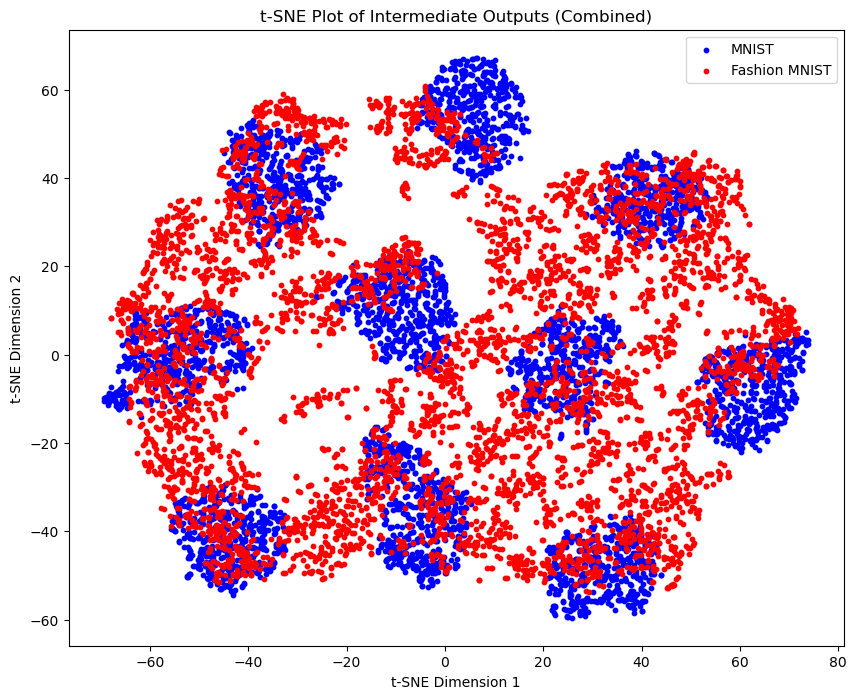 t-SNE Plot of Intermediate Outputs (Combined)
MNIST
Fashion MNIST
60
40
20
0
−20
−40
−60
t-SNE Dimension 2
−60 −40 −20 0 20 40 60 80
t-SNE Dimension 1